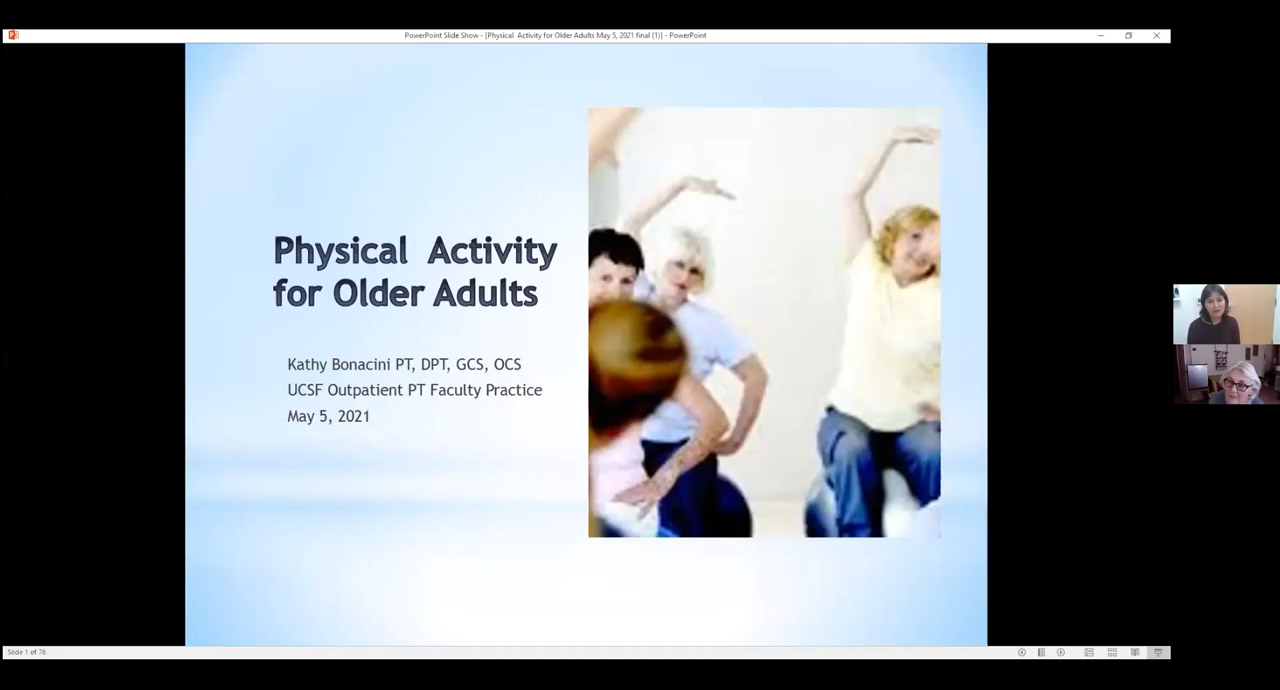 PowerPoint Slide Show - [Physical Activity for Older Adults May 5, 2021 final (1)] - PowerPoint
Physical Activity
for Older Adults
Kathy Bonacini PT, DPT, GCS, OCS
UCSF Outpatient PT Faculty Practice
May 5, 2021
Slide 1 of 76